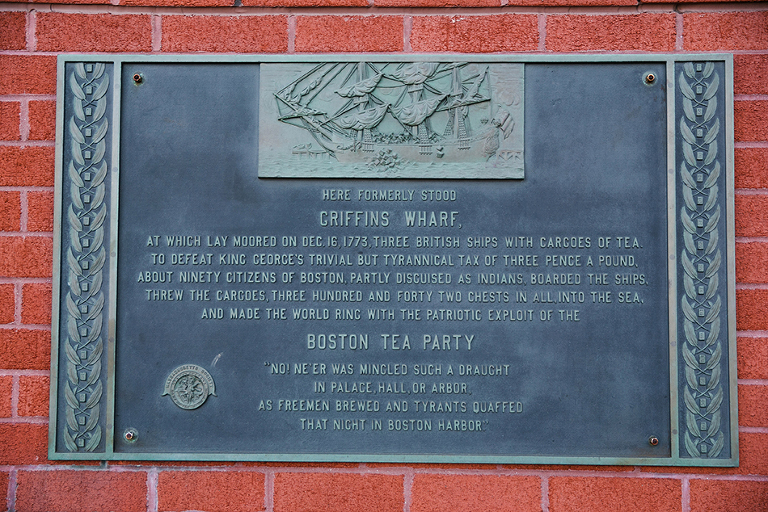 HERE FORMERLY STOOD
GRIFFINS WHARF,
AT WHICH LAY MOORED ON DEC. 16, 1773, THREE BRITISH SHIPS WITH CARGOES OF TEA.
TO DEFEAT KING GEORGE'S TRIVIAL BUT TYRANNICAL TAX OF THREE PENCE A POUND,
ABOUT NINETY CITIZENS OF BOSTON, PARTLY DISGUISED AS INDIANS, BOARDED THE SHIPS,
THREW THE CARGOES, THREE HUNDRED AND FORTY TWO CHESTS IN ALL, INTO THE SEA,
AND MADE THE WORLD RING WITH THE PATRIOTIC EXPLOIT OF THE
BOSTON TEA PARTY
"NO! NE'ER WAS MINGLED SUCH A DRAUGHT
IN PALACE, HALL, OR ARBOR,
AS FREEMEN BREWED AND TYRANTS QUAFFED
THAT NIGHT IN BOSTON HARBOR."